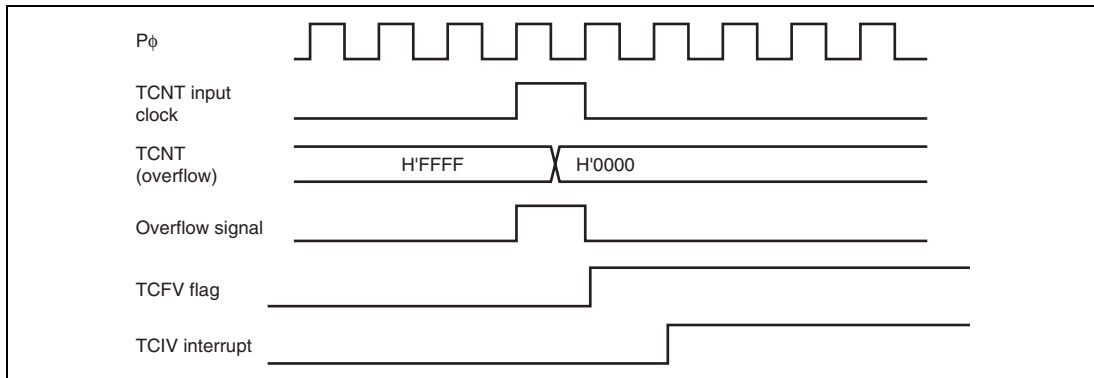 Pϕ
TCNT input
clock
TCNT
(overflow)
H'FFFF
H'0000
Overflow signal
TCFV flag
TCIV interrupt